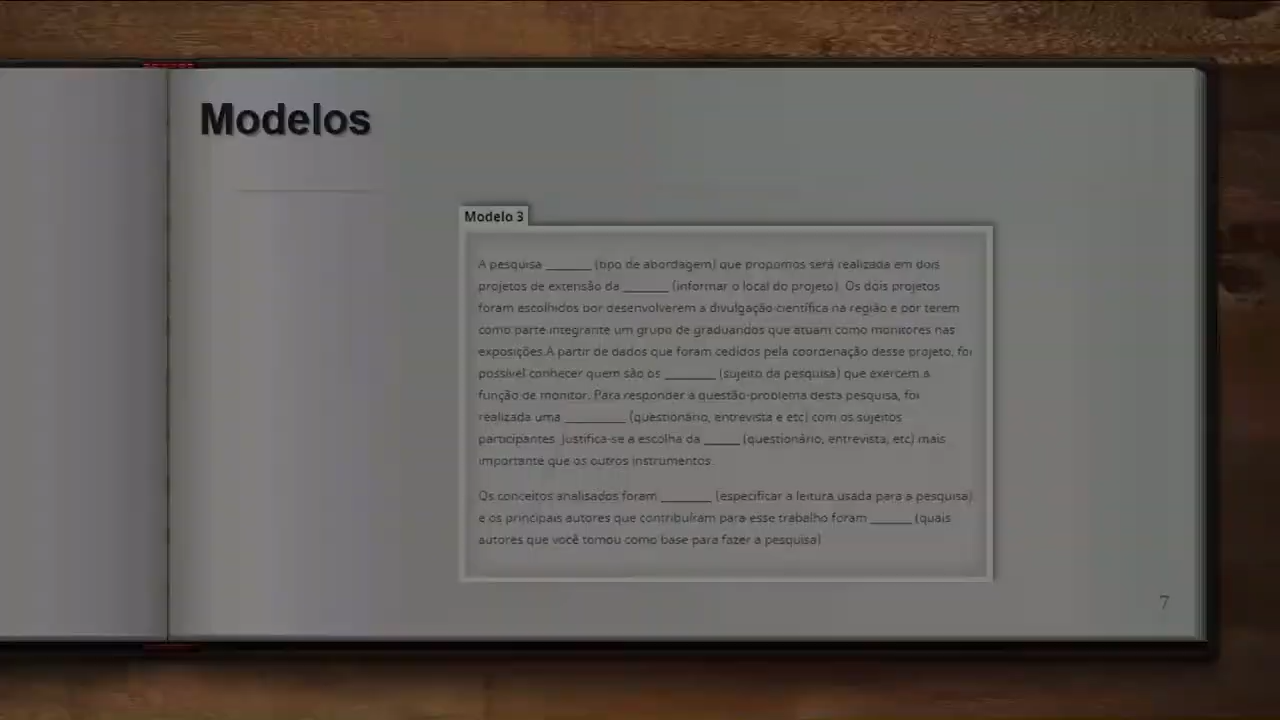 Modelos
Modelo 3
A pesquisa _______ (tipo de abordagem) que propomos será realizada em dois
projetos de extensão da _______ (informar o local do projeto). Os dois projetos
foram escolhidos por desenvolverem a divulgação científica na região e por terem
como parte integrante um grupo de graduandos que atuam como monitores nas
exposições.A partir de dados que foram cedidos pela coordenação desse projeto, foi
possível conhecer quem são os ________ (sujeito da pesquisa) que exercem a
função de monitor. Para responder a questão-problema desta pesquisa, foi
realizada uma __________ (questionário, entrevista e etc) com os sujeitos
participantes. Justifica-se a escolha da _____ (questionário, entrevista, etc) mais
importante que os outros instrumentos.
Os conceitos analisados foram ________ (especificar a leitura usada para a pesquisa)
e os principais autores que contribuíram para esse trabalho foram ______ (quais
autores que você tomou como base para fazer a pesquisa)
7